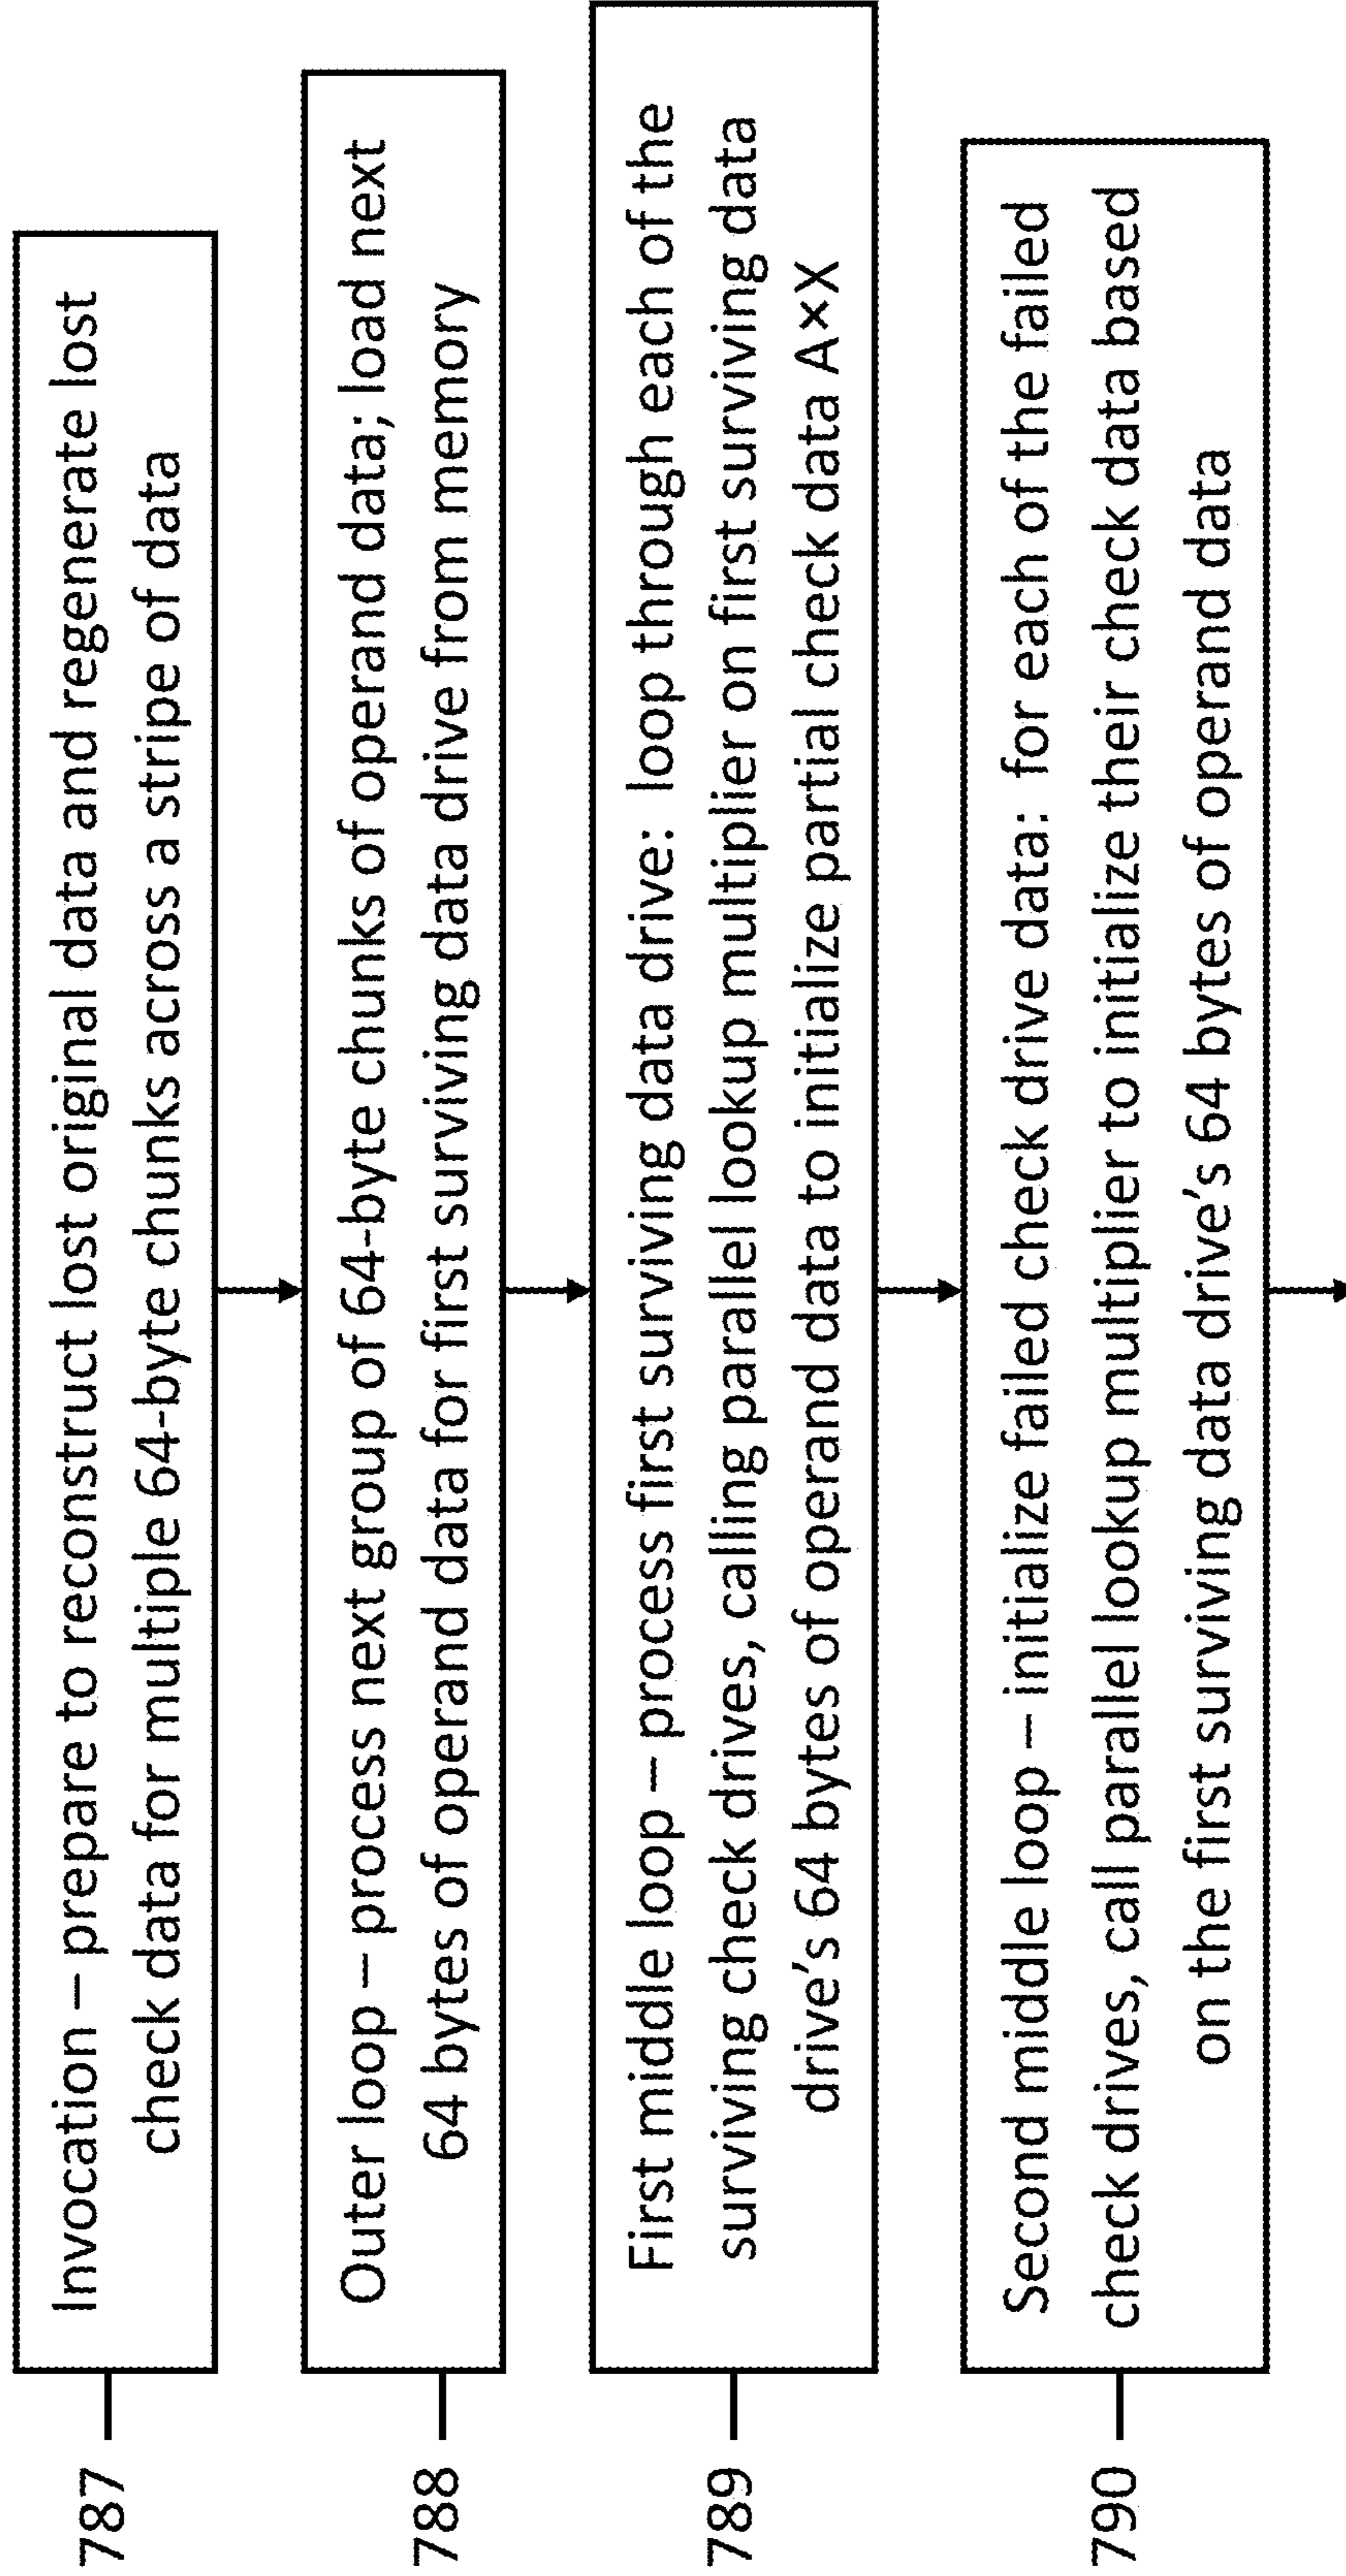 787
Invocation – prepare to reconstruct lost original data and regenerate lost
check data for multiple 64-byte chunks across a stripe of data
788
Outer loop – process next group of 64-byte chunks of operand data; load next
64 bytes of operand data for first surviving data drive from memory
789
First middle loop – process first surviving data drive: loop through each of the
surviving check drives, calling parallel lookup multiplier on first surviving data
drive’s 64 bytes of operand data to initialize partial check data A×X
790
Second middle loop – initialize failed check drive data: for each of the failed
check drives, call parallel lookup multiplier to initialize their check data based
on the first surviving data drive’s 64 bytes of operand data